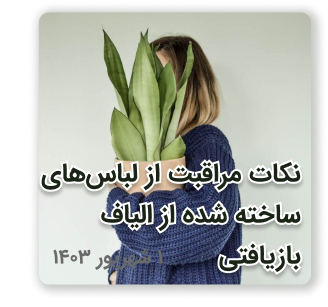 نکات مراقبت از لباس‌های
ساخته شده از الیاف
بازیافتی
۱ شهریور ۱۴۰۳